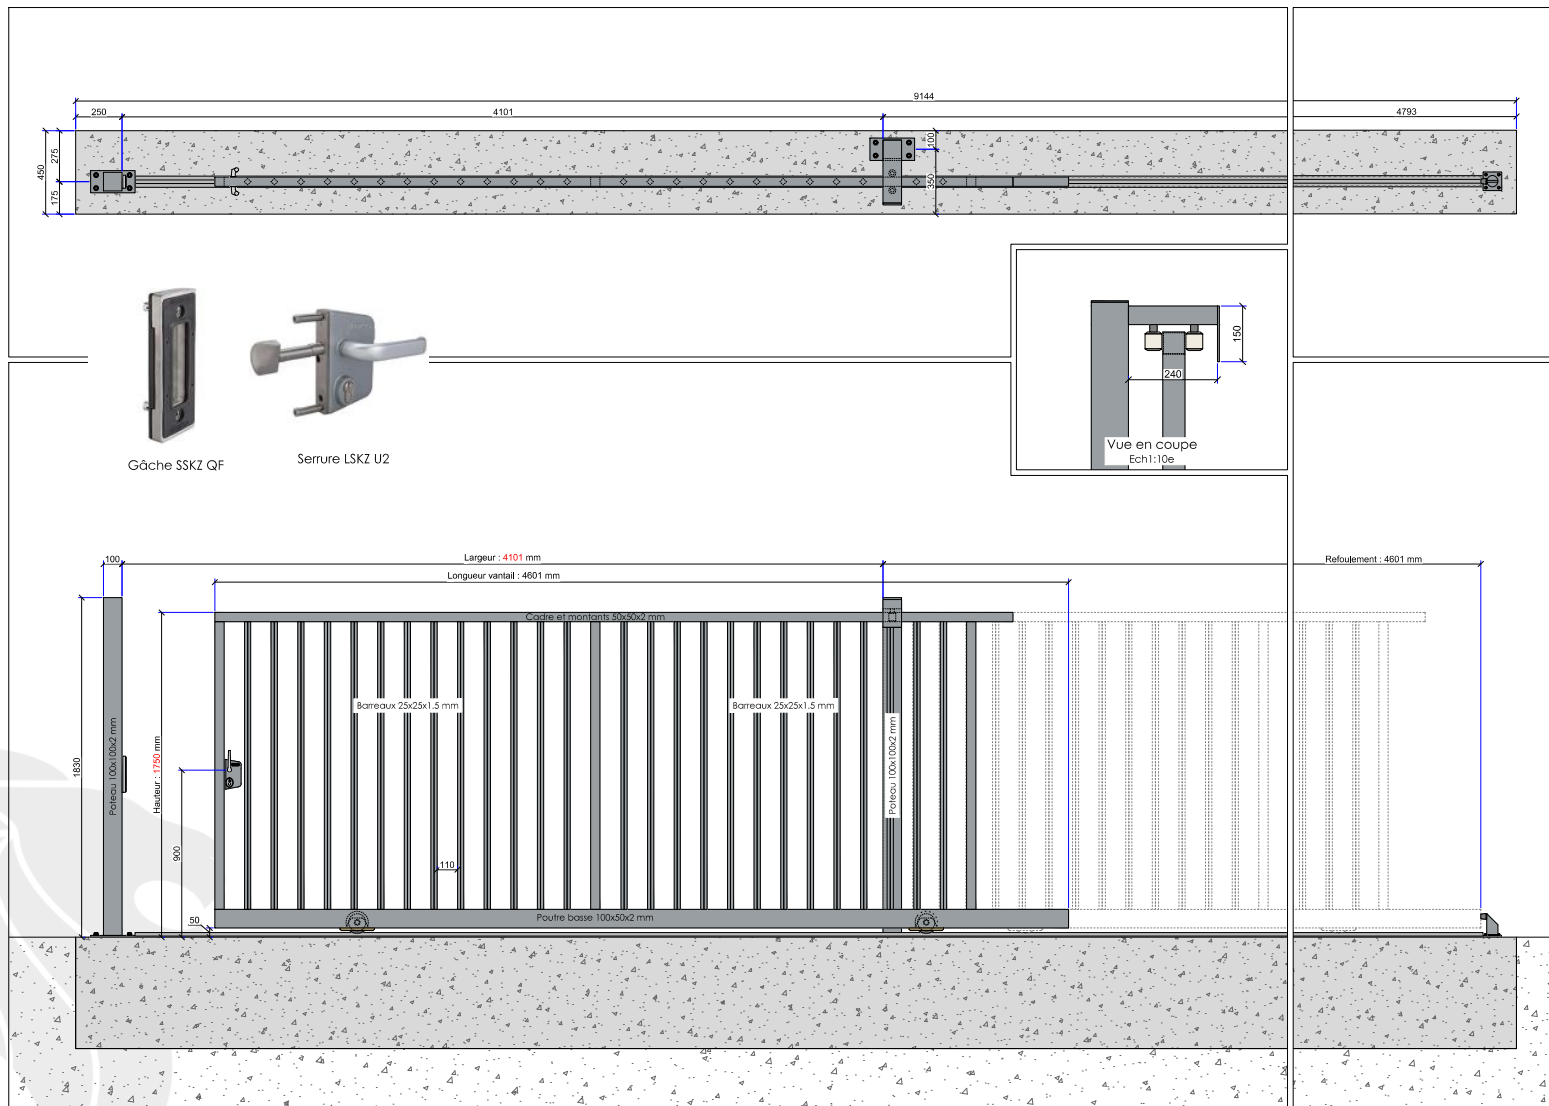 9144
250
4101
4793
450
275
175
100
350
150
240
Vue en coupe
Ech1:10e
Gâche SSKZ QF
Serrure LSKZ U2
100
Largeur : 4101 mm
Refoulement : 4601 mm
Longueur vantail : 4601 mm
Cadre et montants 50x50x2 mm
Barreaux 25x25x1.5 mm
Barreaux 25x25x1.5 mm
1830
Poteau 100x100x2 mm
Hauteur : 1750 mm
Poteau 100x100x2 mm
900
110
50
Poutre basse 100x50x2 mm